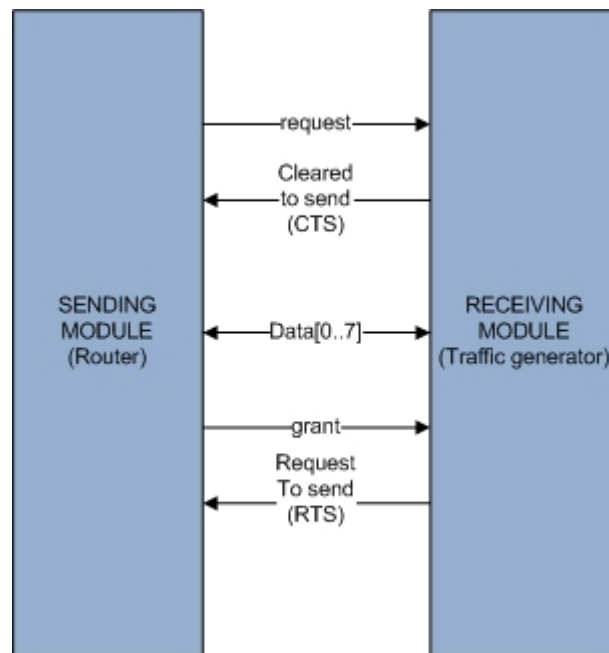 request
Cleared
to send
(CTS)
SENDING
MODULE
(Router)
Data[0..7]
RECEIVING
MODULE
(Traffic generator)
grant
Request
To send
(RTS)